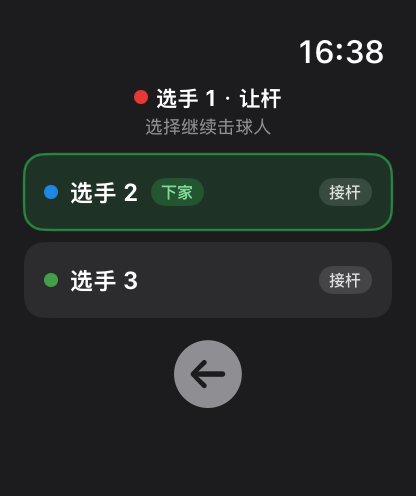 16:38
选手 1 · 让杆
选择继续击球人
选手 2 下家 接杆
选手 3 接杆